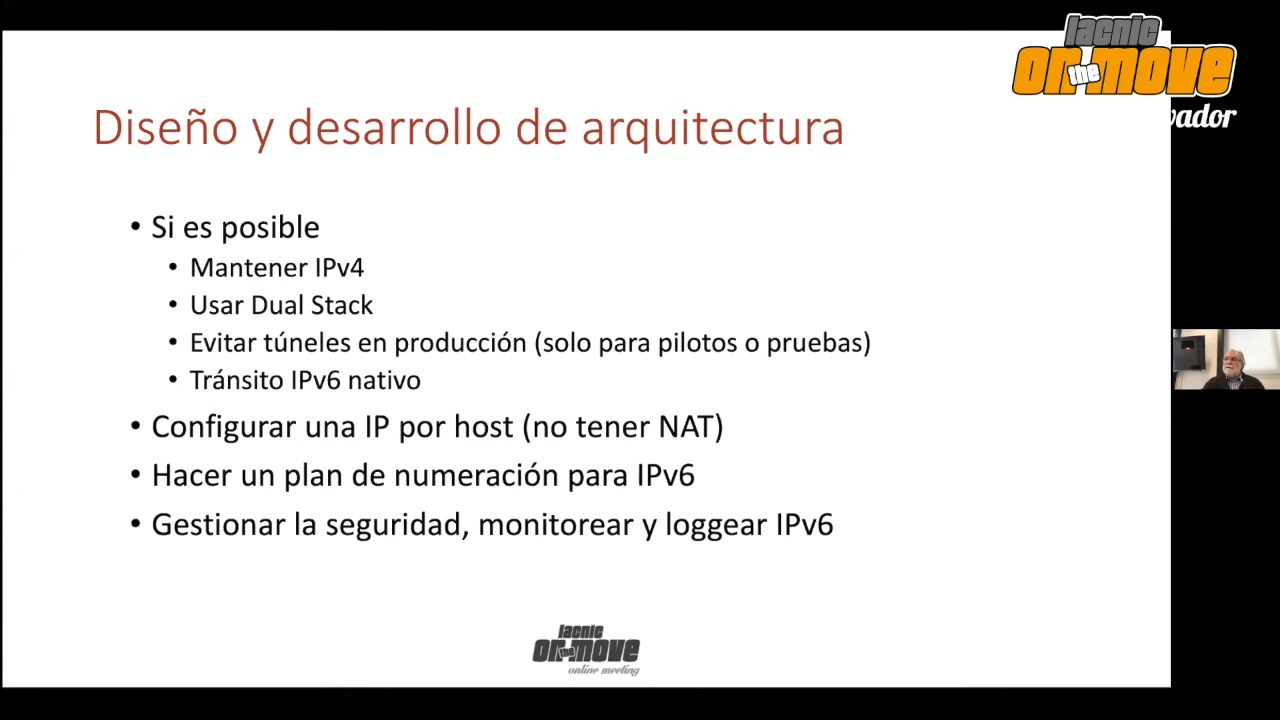 lacnic
on the move
vador
Diseño y desarrollo de arquitectura
• Si es posible
• Mantener IPv4
• Usar Dual Stack
• Evitar túneles en producción (solo para pilotos o pruebas)
• Tránsito IPv6 nativo
• Configurar una IP por host (no tener NAT)
• Hacer un plan de numeración para IPv6
• Gestionar la seguridad, monitorear y loggear IPv6
lacnic
on the move
online meeting